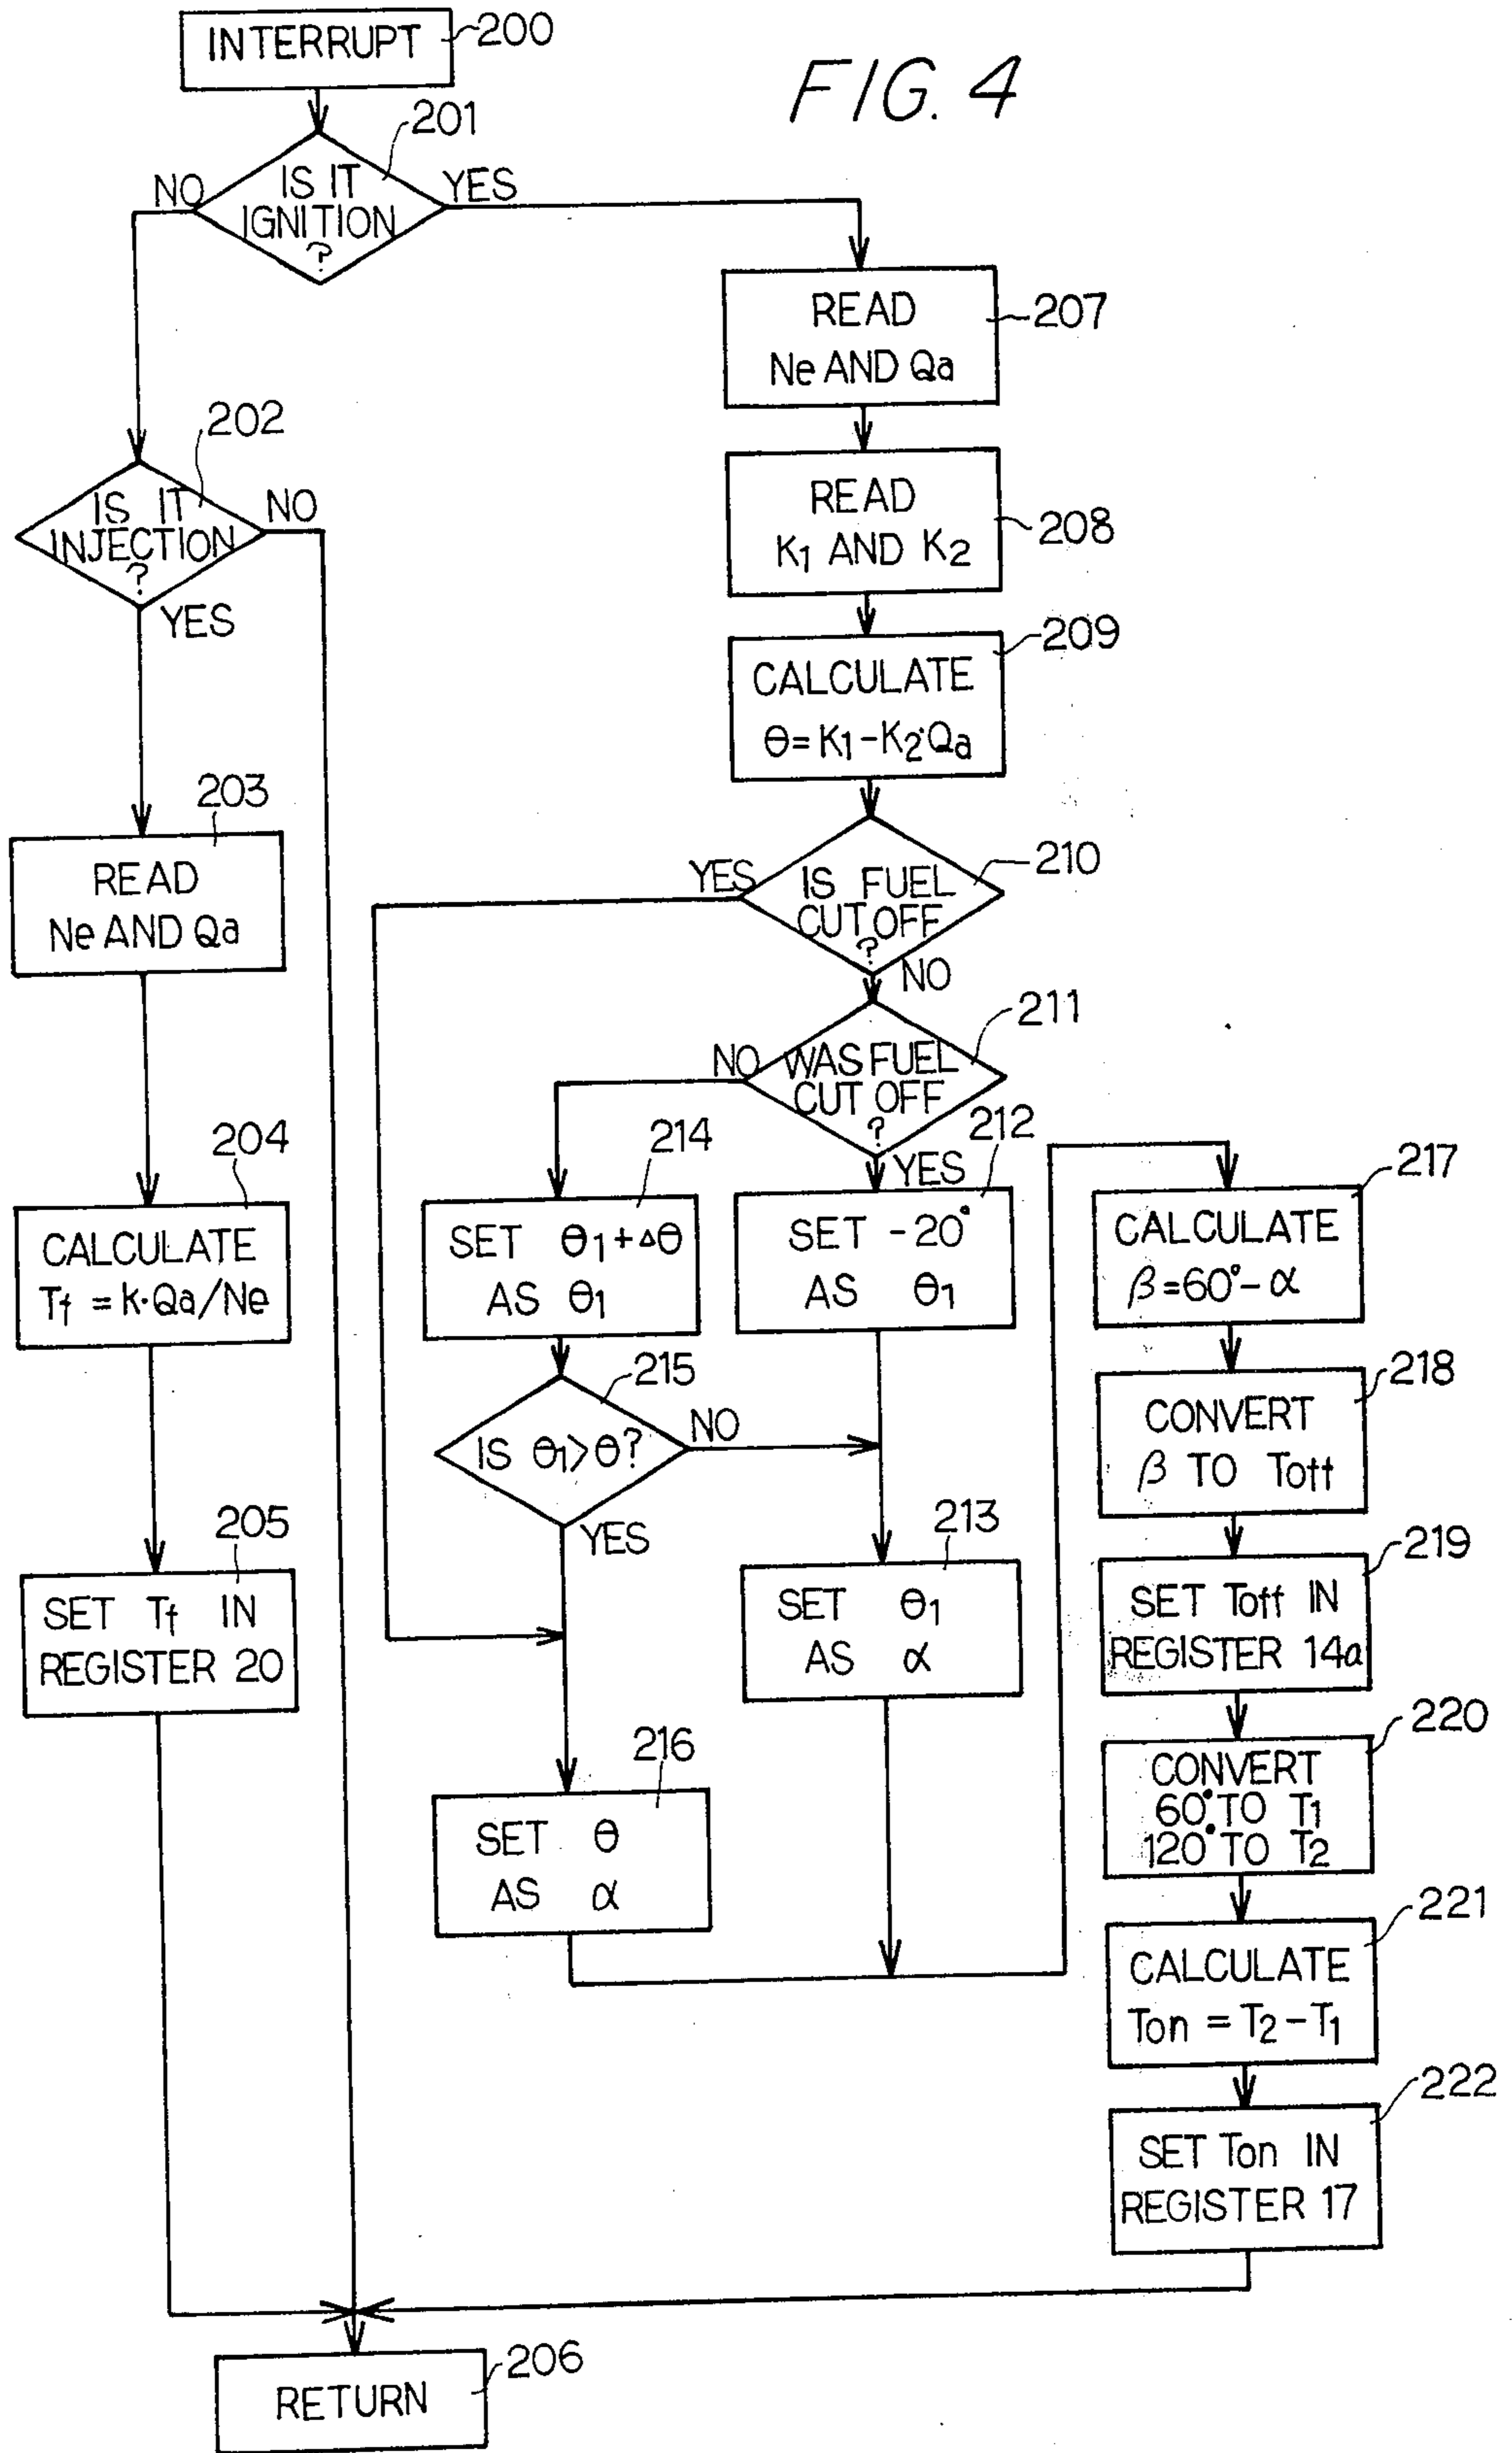 FIG. 4
INTERRUPT
200
201
IS IT
IGNITION
?
NO
YES
202
IS IT
INJECTION
?
NO
YES
203
READ
Ne AND Qa
204
CALCULATE
Tf = K·Qa/Ne
205
SET Tf IN
REGISTER 20
207
READ
Ne AND Qa
208
READ
K1 AND K2
209
CALCULATE
θ=K1-K2·Qa
210
IS FUEL
CUT OFF
?
YES
NO
211
WAS FUEL
CUT OFF
?
NO
YES
212
SET -20°
AS θ1
214
SET θ1+Δθ
AS θ1
215
IS θ1>θ?
NO
YES
213
SET θ1
AS α
216
SET θ
AS α
217
CALCULATE
β=60°-α
218
CONVERT
β TO Toff
219
SET Toff IN
REGISTER 14a
220
CONVERT
60° TO T1
120° TO T2
221
CALCULATE
Ton = T2-T1
222
SET Ton IN
REGISTER 17
206
RETURN